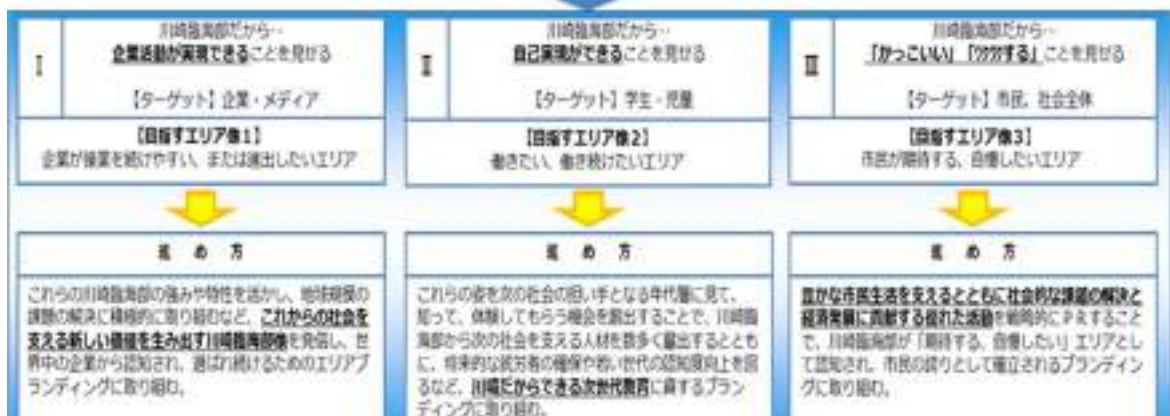 Ⅰ
川崎臨海部だから…
企業活動が実現できることを見せる
【ターゲット】企業・メディア
【目指すエリア像1】
企業が操業を続けやすい、または進出したいエリア
進め方
これらの川崎臨海部の強みや特性を活かし、地球規模の
課題の解決に積極的に取り組むなど、これからの社会を
支える新しい価値を生み出す川崎臨海部像を発信し、世
界中の企業から認知され、選ばれ続けるためのエリアブ
ランディングに取り組む。
Ⅱ
川崎臨海部だから…
自己実現ができることを見せる
【ターゲット】学生・児童
【目指すエリア像2】
働きたい、働き続けたいエリア
進め方
これらの姿を次の社会の担い手となる年代層に見て、
知って、体験してもらう機会を創出することで、川崎臨
海部から次の社会を支える人材を数多く輩出するととも
に、将来的な就労者の確保や若い世代の認知度向上を図
るなど、川崎だからできる次世代教育に資するブラン
ディングに取り組む。
Ⅲ
川崎臨海部だから…
「かっこいい」「ワクワクする」ことを見せる
【ターゲット】市民、社会全体
【目指すエリア像3】
市民が期待する、自慢したいエリア
進め方
豊かな市民生活を支えるとともに社会的な課題の解決と
経済発展に貢献する優れた活動を戦略的にPRすること
で、川崎臨海部が「期待する、自慢したい」エリアとし
て認知され、市民の誇りとして確立されるブランディン
グに取り組む。